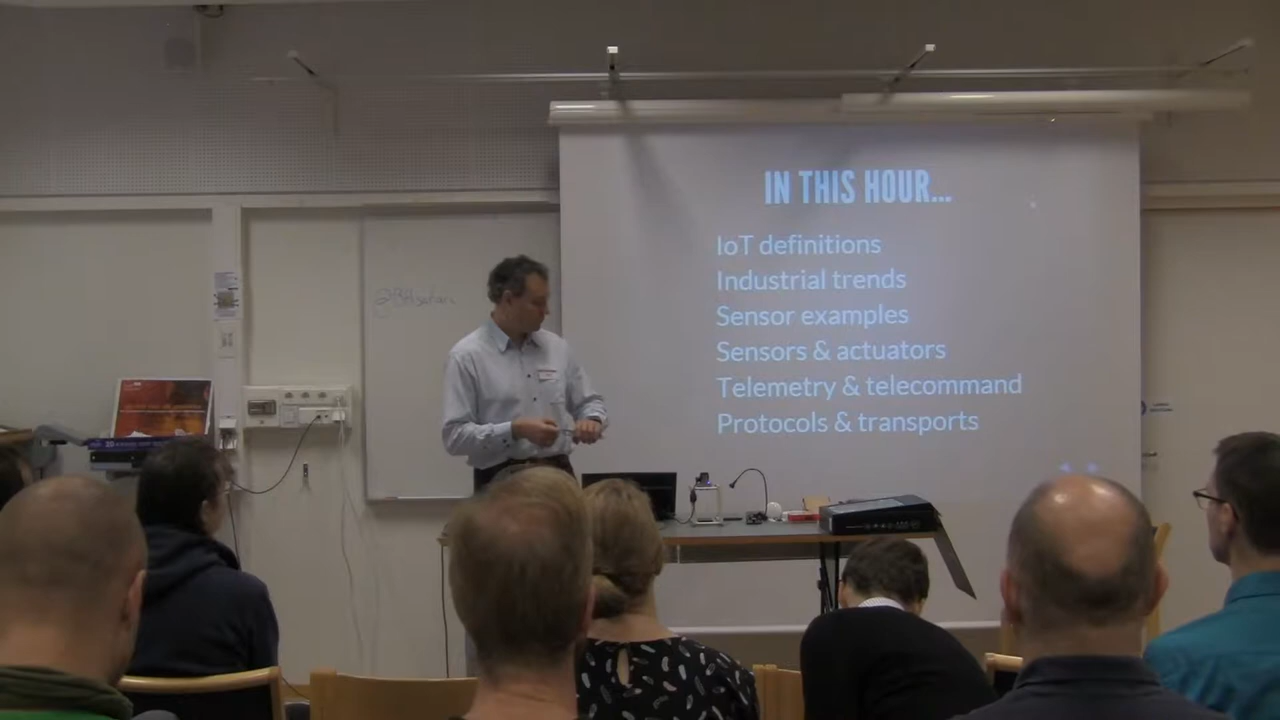 IN THIS HOUR...
IoT definitions
Industrial trends
Sensor examples
Sensors & actuators
Telemetry & telecommand
Protocols & transports